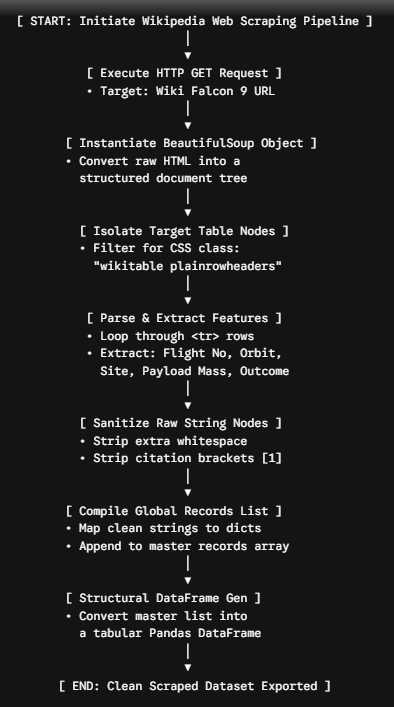 [ START: Initiate Wikipedia Web Scraping Pipeline ]
[ Execute HTTP GET Request ]
• Target: Wiki Falcon 9 URL
[ Instantiate BeautifulSoup Object ]
• Convert raw HTML into a
structured document tree
[ Isolate Target Table Nodes ]
• Filter for CSS class:
"wikitable plainrowheaders"
[ Parse & Extract Features ]
• Loop through <tr> rows
• Extract: Flight No, Orbit,
Site, Payload Mass, Outcome
[ Sanitize Raw String Nodes ]
• Strip extra whitespace
• Strip citation brackets [1]
[ Compile Global Records List ]
• Map clean strings to dicts
• Append to master records array
[ Structural DataFrame Gen ]
• Convert master list into
a tabular Pandas DataFrame
[ END: Clean Scraped Dataset Exported ]